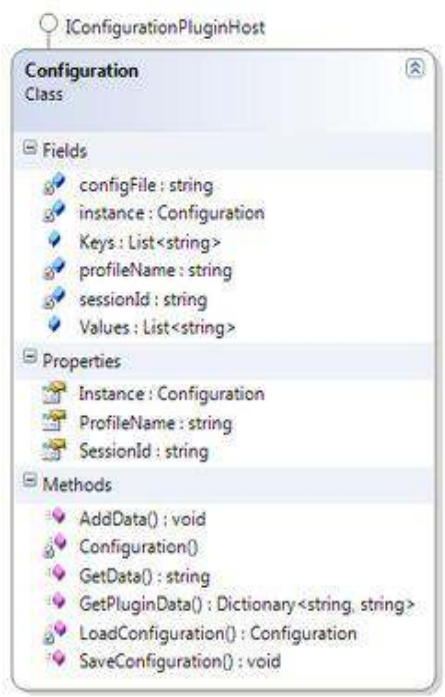 IConfigurationPluginHost
Configuration
Class
Fields
configFile : string
instance : Configuration
Keys : List<string>
profileName : string
sessionId : string
Values : List<string>
Properties
Instance : Configuration
ProfileName : string
SessionId : string
Methods
AddData() : void
Configuration()
GetData() : string
GetPluginData() : Dictionary<string, string>
LoadConfiguration() : Configuration
SaveConfiguration() : void